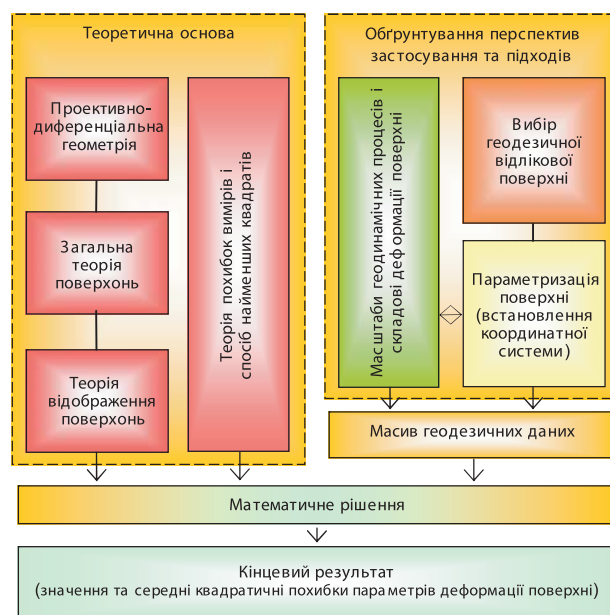 Теоретична основа
Проективно-
диференціальна
геометрія
Загальна
теорія
поверхонь
Теорія
відображення
поверхонь
Теорія похибок вимірів і
спосіб найменших квадратів
Обґрунтування перспектив
застосування та підходів
Масштаби геодинамічних процесів і
складові деформації поверхні
Вибір
геодезичної
відлікової
поверхні
Параметризація
поверхні
(встановлення
координатної
системи)
Масив геодезичних даних
Математичне рішення
Кінцевий результат
(значення та середні квадратичні похибки параметрів деформації поверхні)